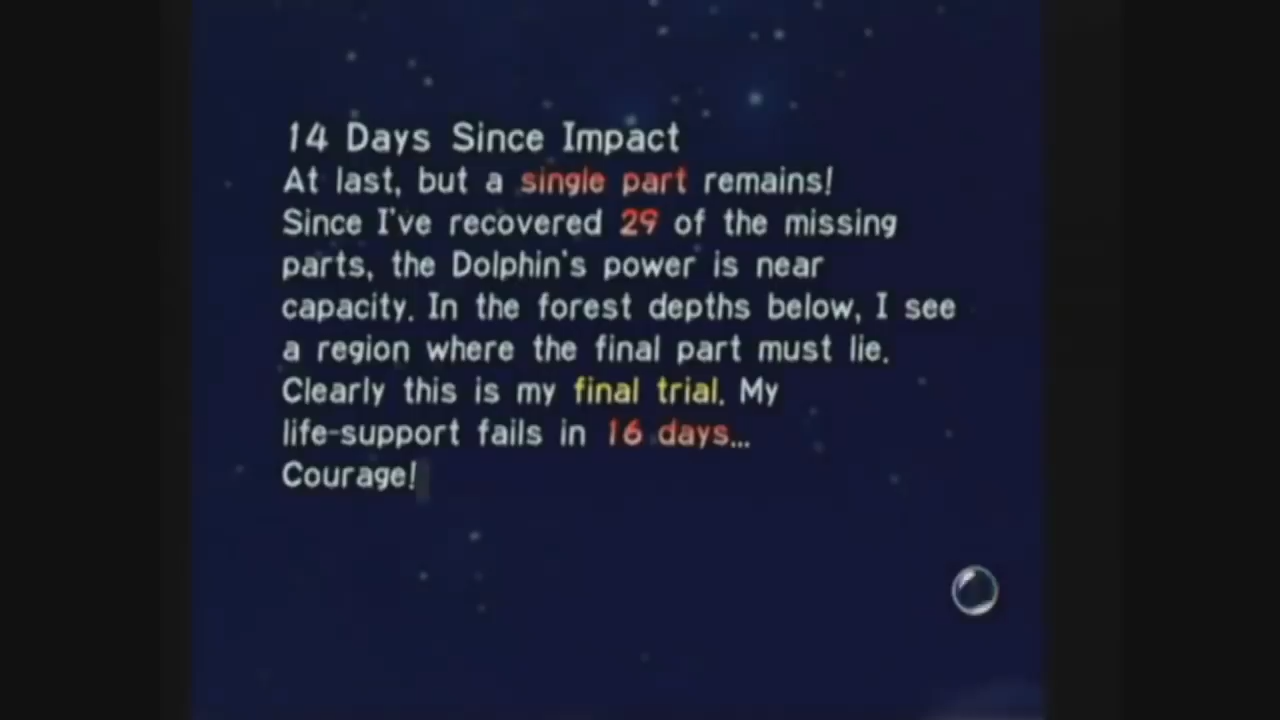 14 Days Since Impact
At last, but a single part remains!
Since I've recovered 29 of the missing
parts, the Dolphin's power is near
capacity. In the forest depths below, I see
a region where the final part must lie.
Clearly this is my final trial. My
life-support fails in 16 days...
Courage!